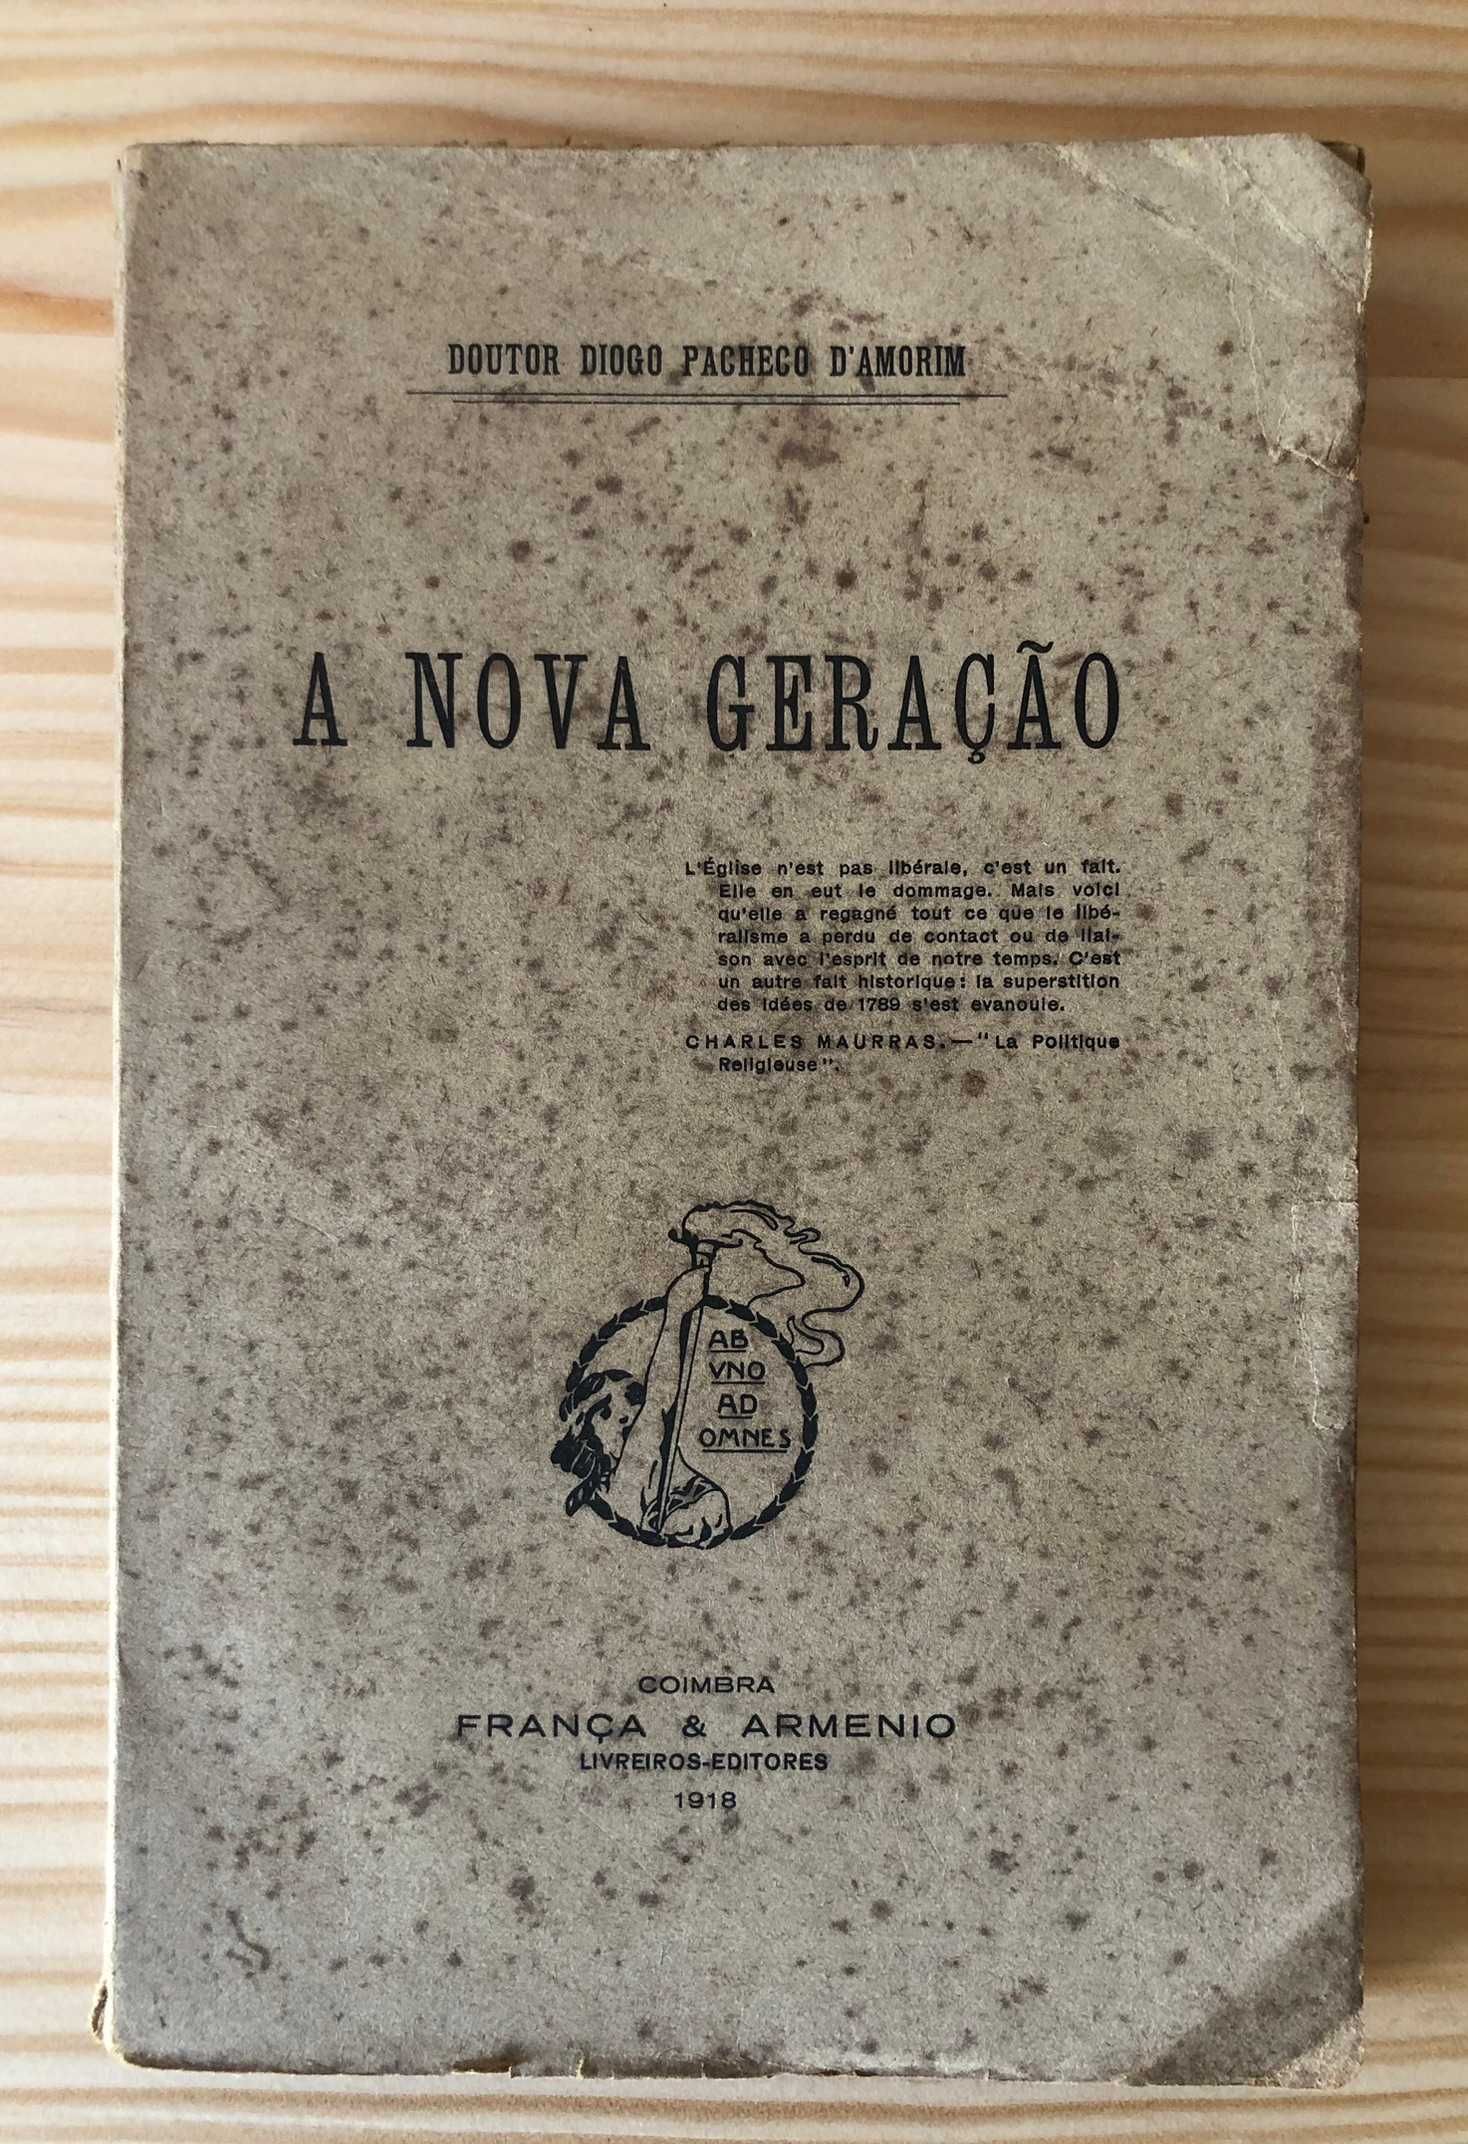 DOUTOR DIOGO PACHECO D'AMORIM
A NOVA GERAÇÃO
L'Église n'est pas libérale, c'est un fait.
Elle en eut le dommage. Mais voici
qu'elle a regagné tout ce que le libé-
ralisme a perdu de contact ou de liai-
son avec l'esprit de notre temps. C'est
un autre fait historique: la superstition
des idées de 1789 s'est evanouie.
CHARLES MAURRAS.—"La Politique
Religieuse".
AB
VNO
AD
OMNES
COIMBRA
FRANÇA & ARMENIO
LIVREIROS-EDITORES
1918